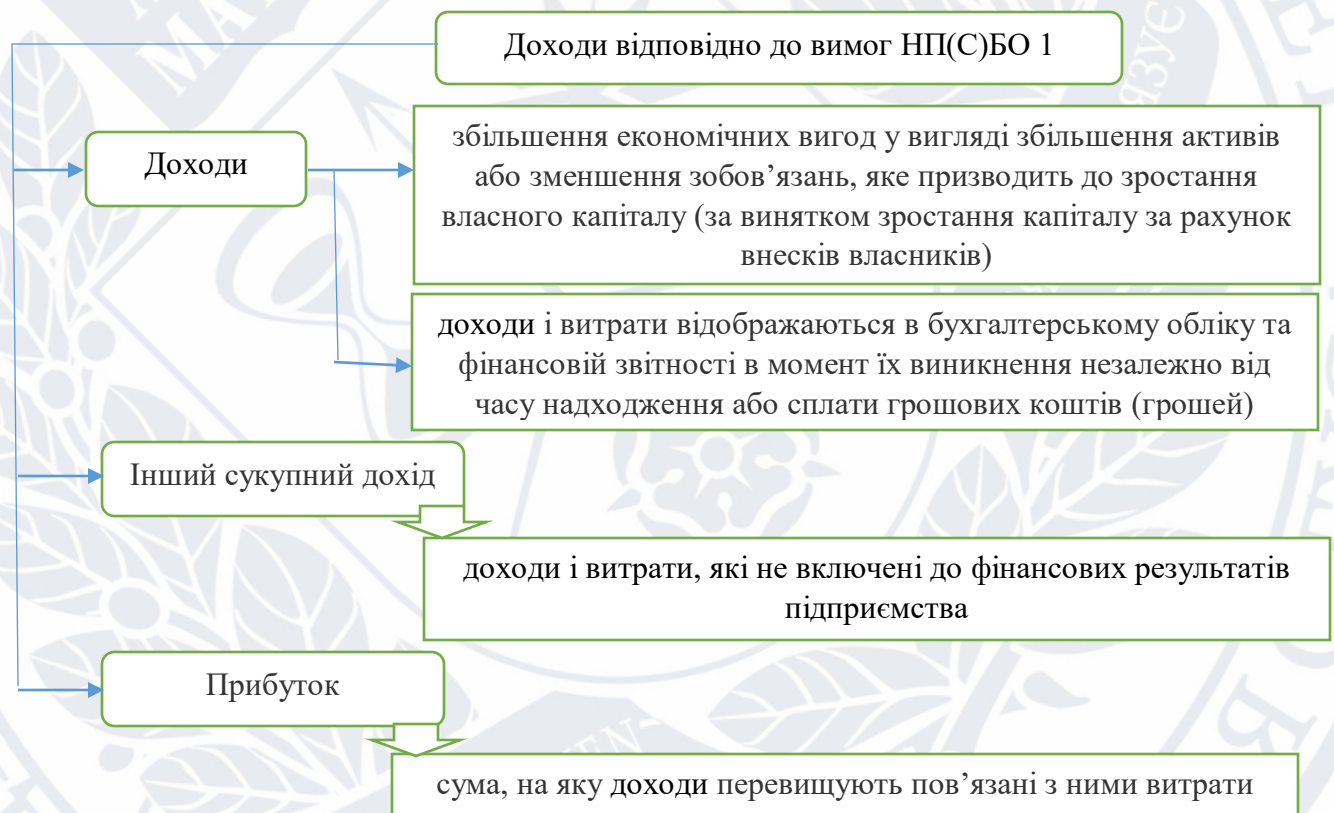 Доходи відповідно до вимог НП(С)БО 1
Доходи
збільшення економічних вигод у вигляді збільшення активів
або зменшення зобов’язань, яке призводить до зростання
власного капіталу (за винятком зростання капіталу за рахунок
внесків власників)
доходи і витрати відображаються в бухгалтерському обліку та
фінансовій звітності в момент їх виникнення незалежно від
часу надходження або сплати грошових коштів (грошей)
Інший сукупний дохід
доходи і витрати, які не включені до фінансових результатів
підприємства
Прибуток
сума, на яку доходи перевищують пов’язані з ними витрати